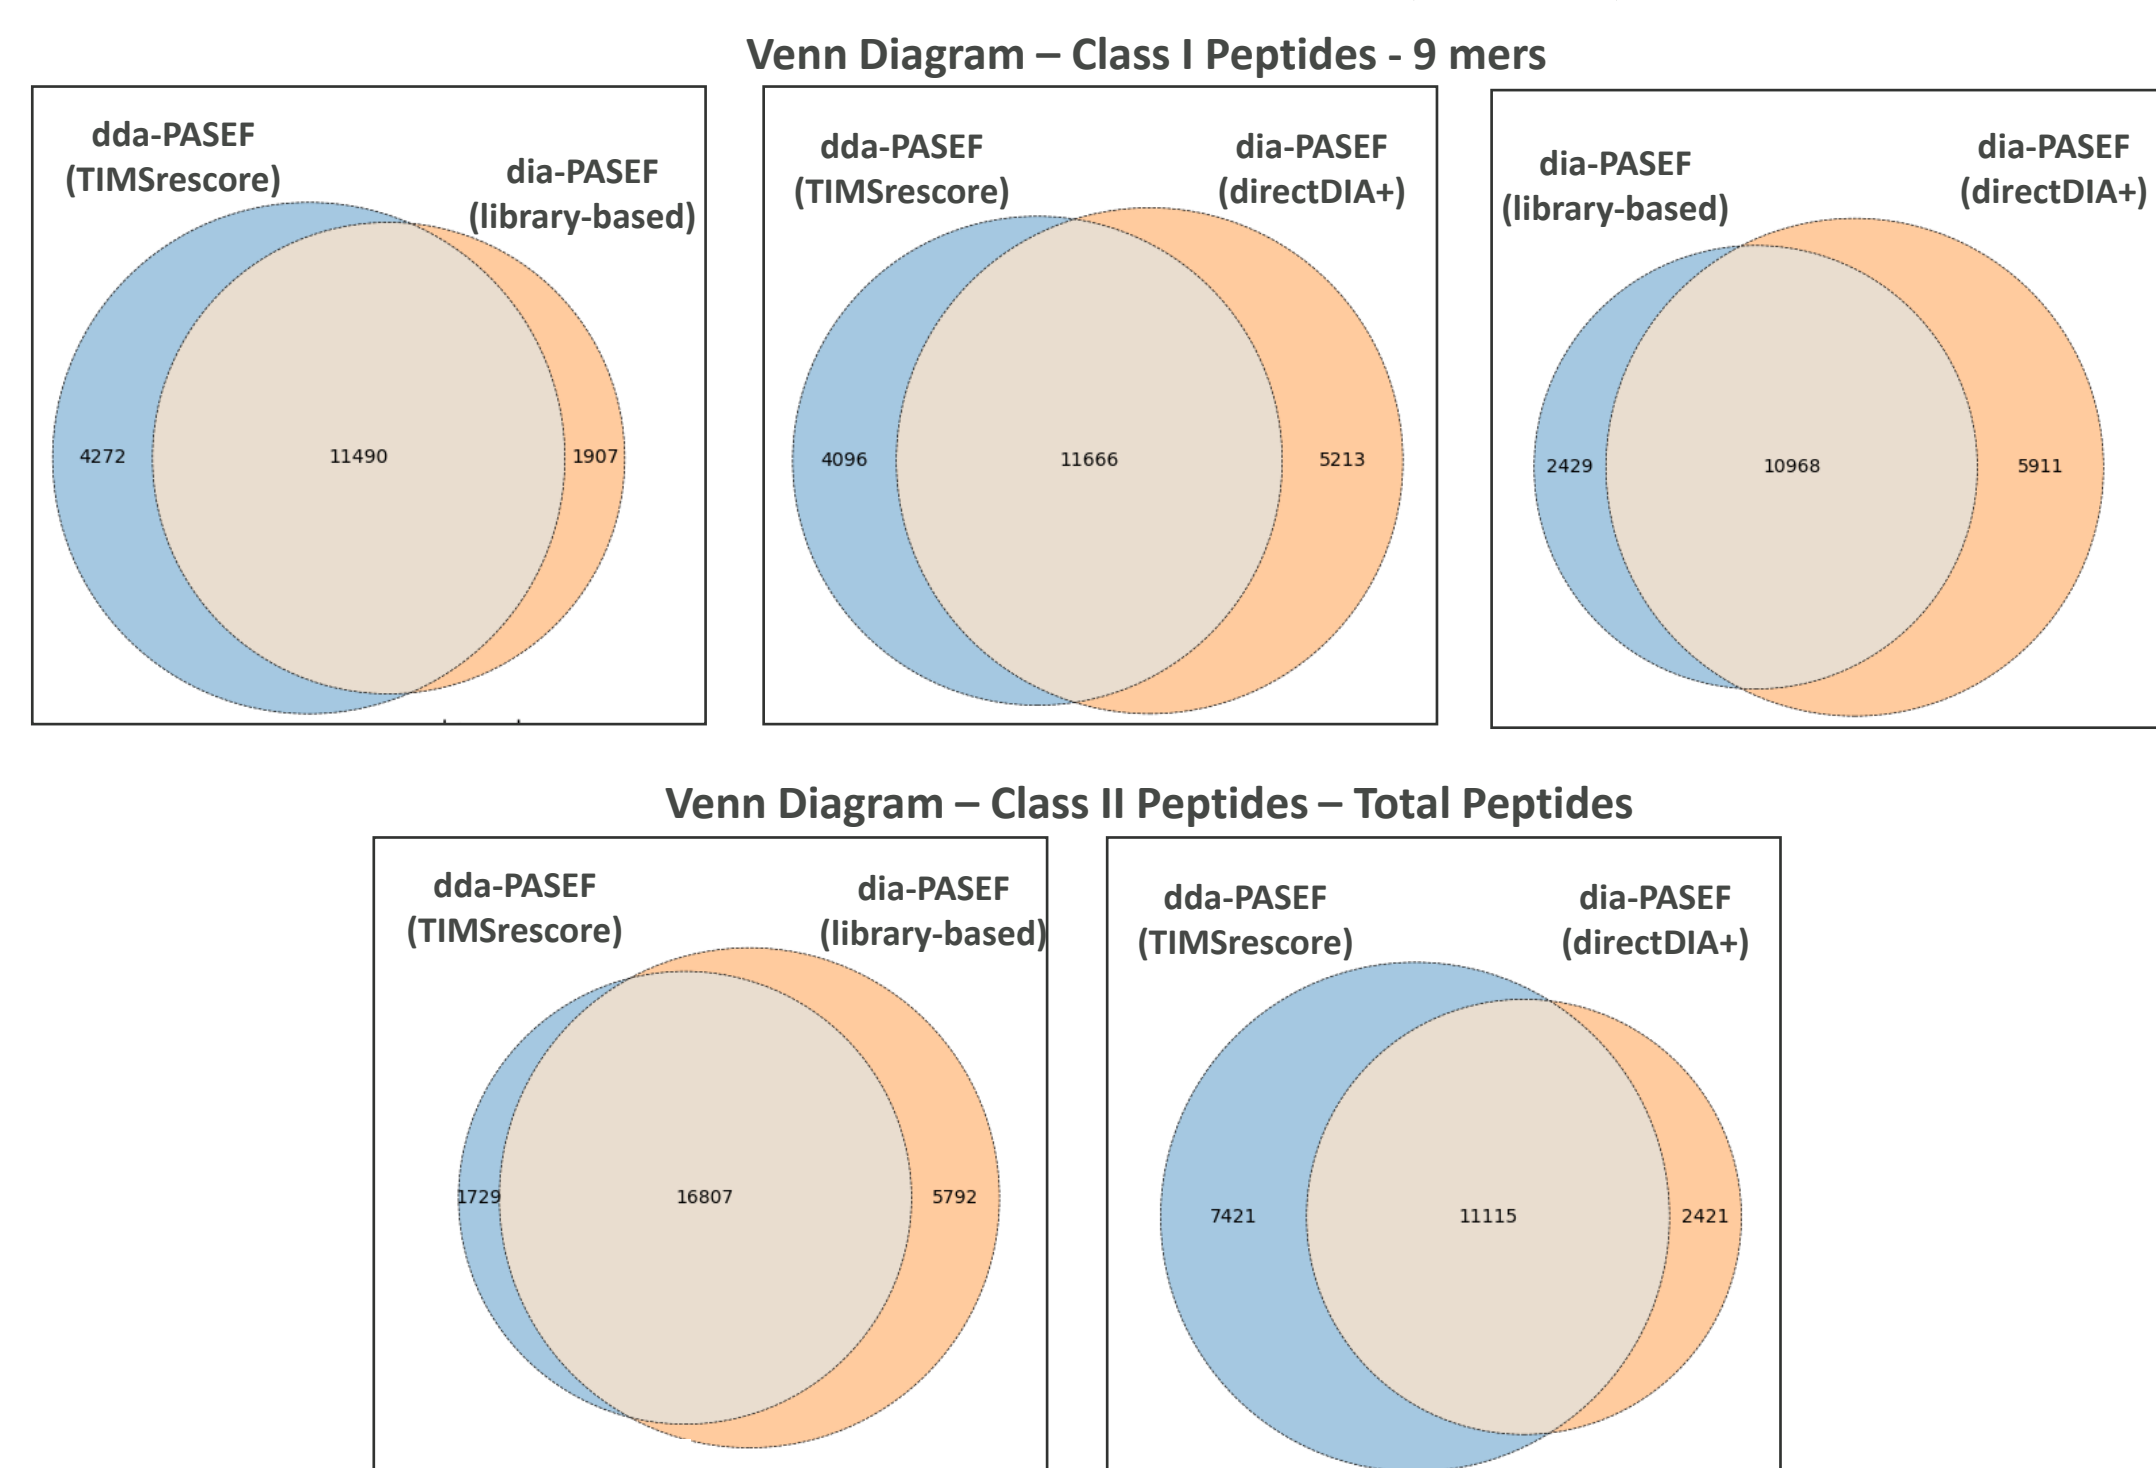 Venn Diagram – Class I Peptides - 9 mers
dda-PASEF
(TIMSrescore)
dia-PASEF
(library-based)
4272
11490
1907
dda-PASEF
(TIMSrescore)
dia-PASEF
(directDIA+)
4096
11666
5213
dia-PASEF
(library-based)
dia-PASEF
(directDIA+)
2429
10968
5911
Venn Diagram – Class II Peptides – Total Peptides
dda-PASEF
(TIMSrescore)
dia-PASEF
(library-based)
1729
16807
5792
dda-PASEF
(TIMSrescore)
dia-PASEF
(directDIA+)
7421
11115
2421